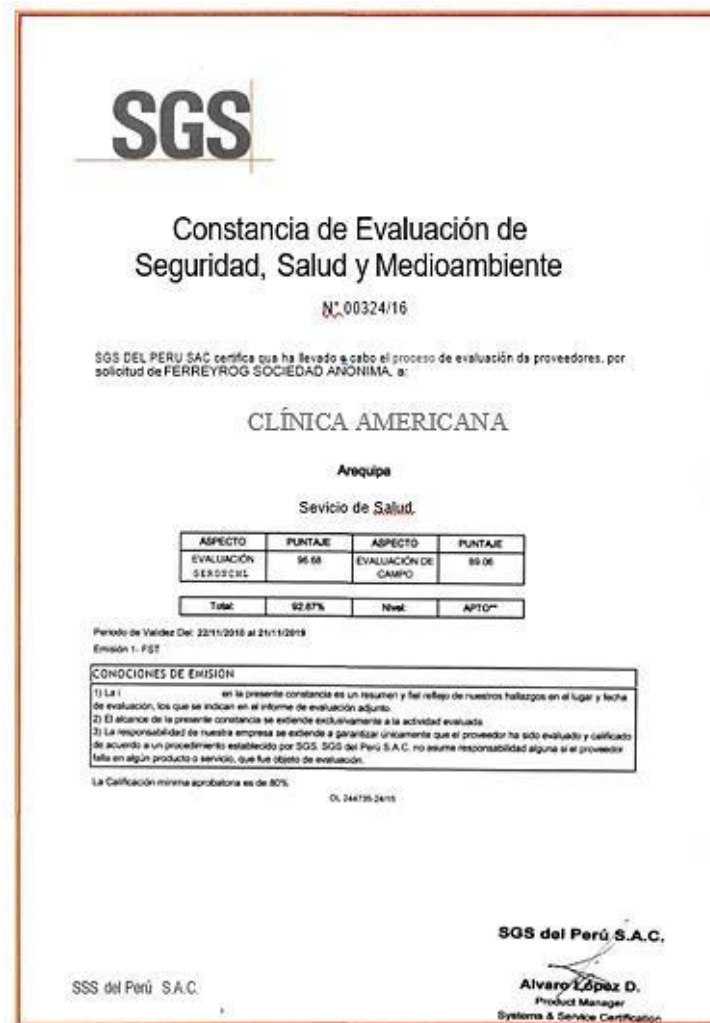 SGS
Constancia de Evaluación de
Seguridad, Salud y Medioambiente
N° 00324/16
SGS DEL PERU SAC certifica qua ha llevado a cabo el proceso de evaluación da proveedores, por
solicitud de FERREYROG SOCIEDAD ANONIMA, a:
CLÍNICA AMERICANA
Arequipa
Sevicio de Salud.
ASPECTO PUNTAJE ASPECTO PUNTAJE
EVALUACIÓN 96.68 EVALUACIÓN DE CAMPO 89.06
Total: 92.87% Nivel: APTO**
Periodo de Validez Del: 22/11/2018 al 21/11/2019
Emisión 1- FST
CONDCIONES DE EMISIÓN
1) La en la presente constancia es un resumen y fiel reflejo de nuestros hallazgos en el lugar y fecha
de evaluación, los que se indican en el informe de evaluación adjunto.
2) El alcance de la presente constancia se extiende exclusivamente a la actividad evaluada
3) La responsabilidad de nuestra empresa se extiende a garantizar únicamente que el proveedor ha sido evaluado y calificado
de acuerdo a un procedimiento establecido por SGS. SGS del Perú S.A.C. no asume responsabilidad alguna si el proveedor
falla en algún producto o servicio, que fue objeto de evaluación.
La Calificación mínima aprobatoria es de 80%
SGS del Perú S.A.C.
Alvaro López D.
Product Manager
Systems & Service Certification
SSS del Perú S.A.C.